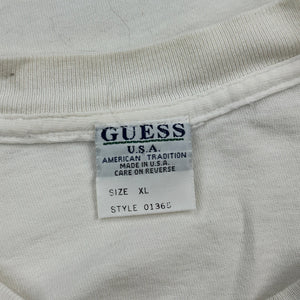 GUESS
U.S.A.
AMERICAN TRADITION
MADE IN U.S.A.
CARE ON REVERSE
SIZE XL
STYLE 01368